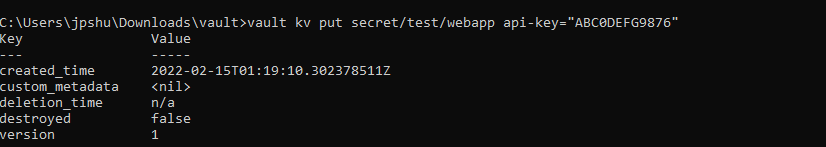 C:\Users\jpshu\Downloads\vault>vault kv put secret/test/webapp api-key="ABC0DEFG9876"
Key Value
--- -----
created_time 2022-02-15T01:19:10.302378511Z
custom_metadata <nil>
deletion_time n/a
destroyed false
version 1